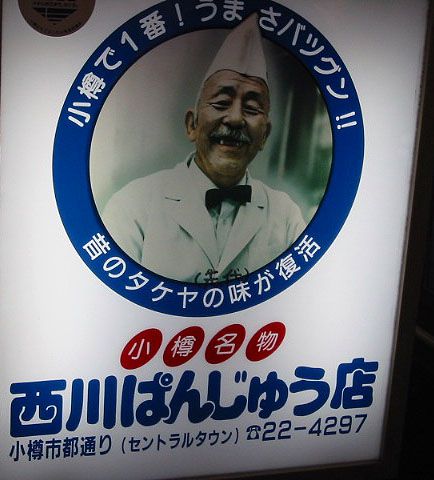 小樽で1番!うまさバツグン!!
昔のタケヤの味が復活
小樽名物
西川ぱんじゅう店
小樽市都通り(セントラルタウン)☎22-4297